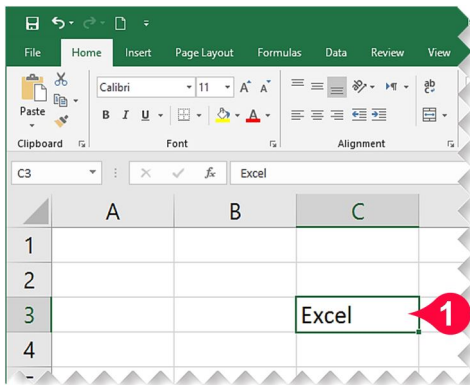 File Home Insert Page Layout Formulas Data Review View
Calibri 11 A A ab
Paste B I U A
Clipboard Font Alignment
C3 fx Excel
A B C
1
2
3 Excel 1
4